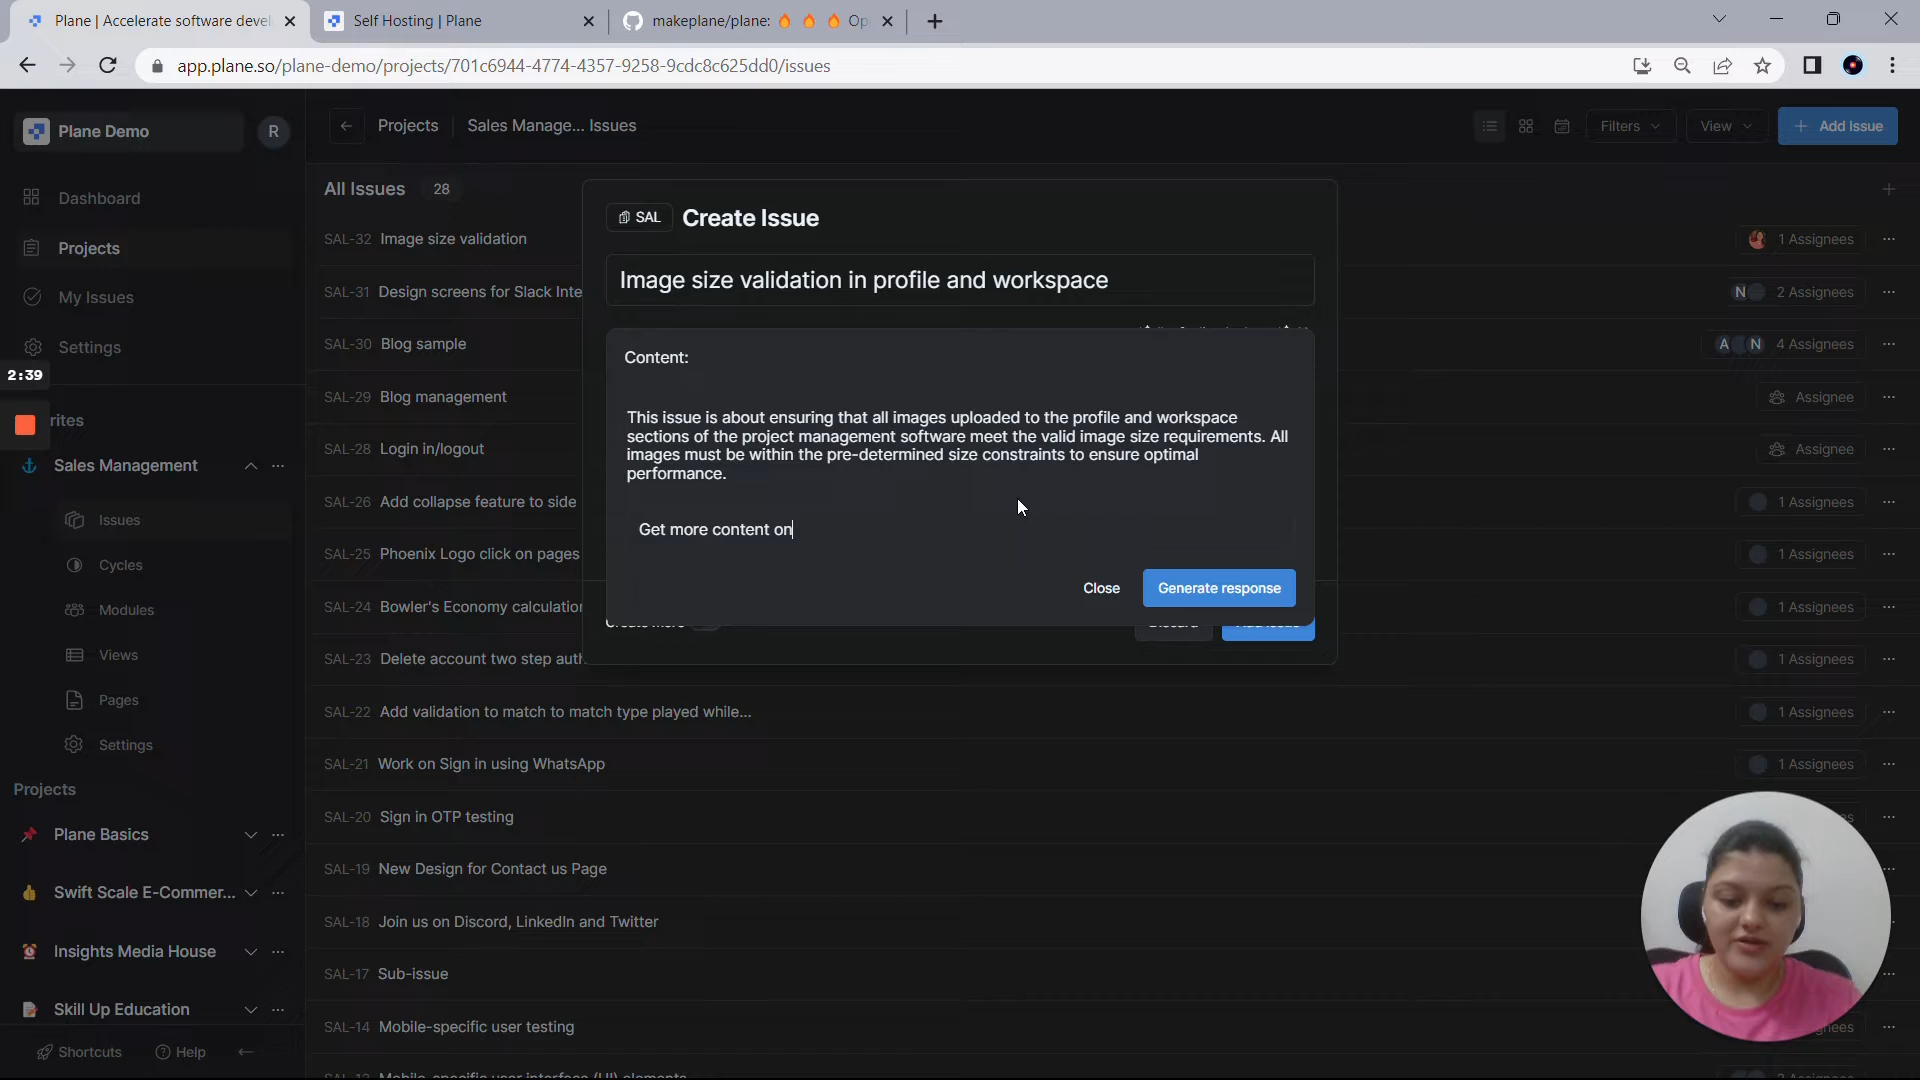 Plane | Accelerate software devel
Self Hosting | Plane
makeplane/plane: 🔥 🔥 🔥 Op
app.plane.so/plane-demo/projects/701c6944-4774-4357-9258-9cdc8c625dd0/issues
Plane Demo
R
Projects
Sales Manage... Issues
Filters
View
Add Issue
Dashboard
Projects
My Issues
Settings
2:39
rites
Sales Management
Issues
Cycles
Modules
Views
Pages
Settings
Projects
Plane Basics
Swift Scale E-Commer...
Insights Media House
Skill Up Education
Shortcuts
Help
All Issues 28
SAL-32 Image size validation
1 Assignees
SAL-31 Design screens for Slack Inte
N 2 Assignees
SAL-30 Blog sample
A N 4 Assignees
SAL-29 Blog management
Assignee
SAL-28 Login in/logout
Assignee
SAL-26 Add collapse feature to side
1 Assignees
SAL-25 Phoenix Logo click on pages
1 Assignees
SAL-24 Bowler's Economy calculation
1 Assignees
SAL-23 Delete account two step auth
1 Assignees
SAL-22 Add validation to match to match type played while...
1 Assignees
SAL-21 Work on Sign in using WhatsApp
1 Assignees
SAL-20 Sign in OTP testing
SAL-19 New Design for Contact us Page
SAL-18 Join us on Discord, LinkedIn and Twitter
SAL-17 Sub-issue
SAL-14 Mobile-specific user testing
SAL-13 Mobile-specific user interface (UI) elements
SAL Create Issue
Image size validation in profile and workspace
Content:
This issue is about ensuring that all images uploaded to the profile and workspace
sections of the project management software meet the valid image size requirements. All
images must be within the pre-determined size constraints to ensure optimal
performance.
Get more content on
Close
Generate response
Create more
Discard
Add Issue